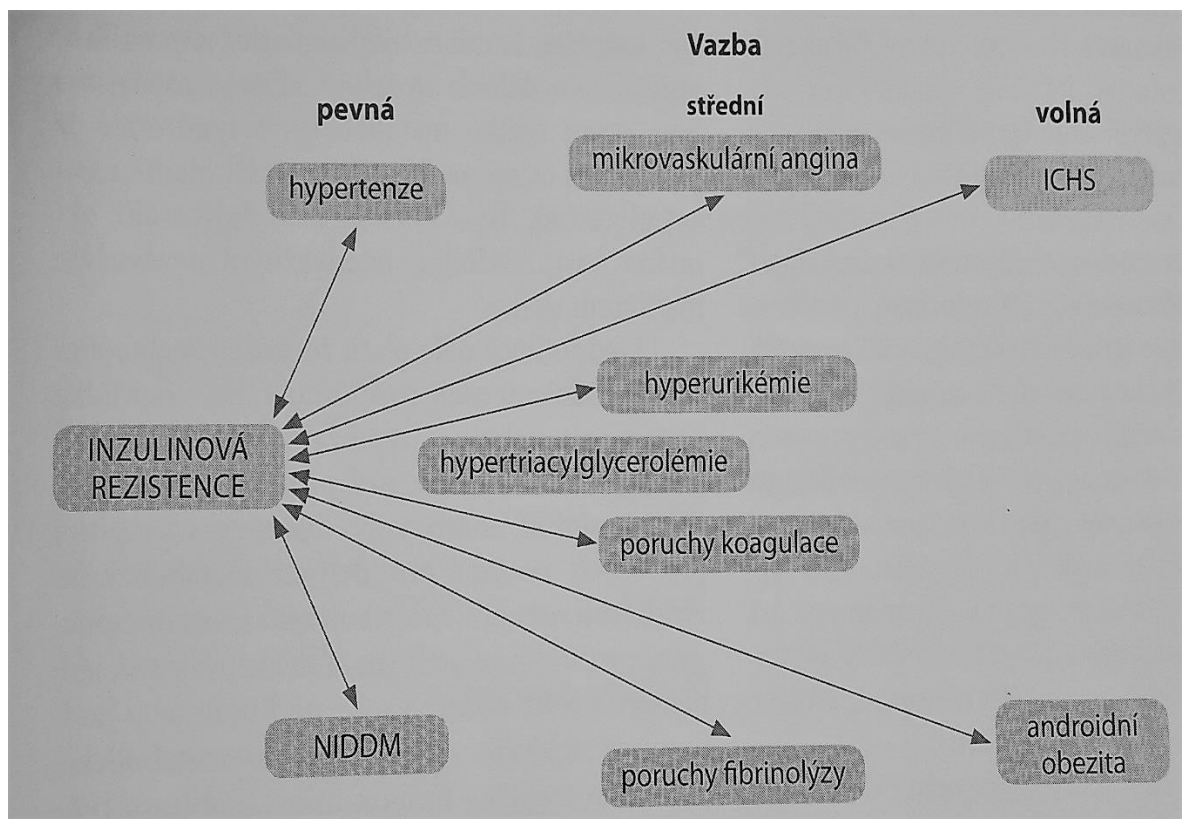 Vazba
pevná
střední
volná
hypertenze
mikrovaskulární angina
ICHS
hyperurikémie
INZULINOVÁ
REZISTENCE
hypertriacylglycerolémie
poruchy koagulace
NIDDM
poruchy fibrinolýzy
androidní
obezita